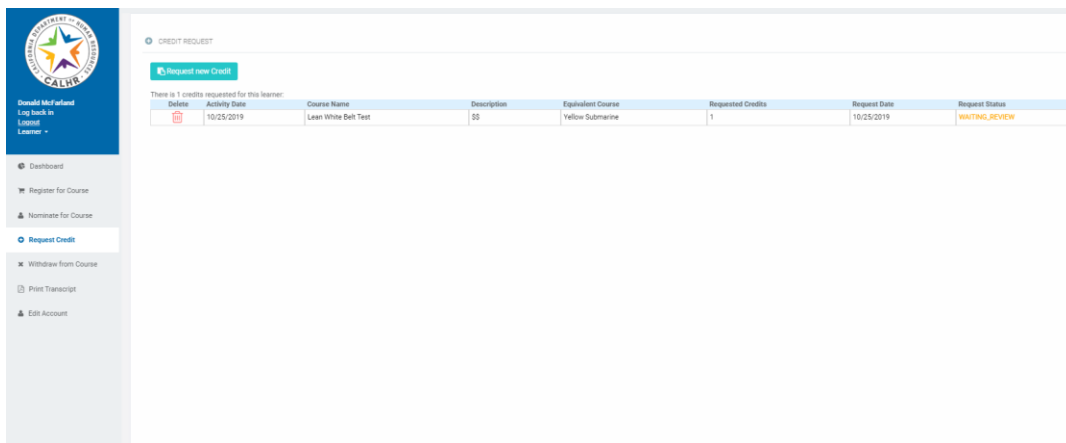 CALIFORNIA DEPARTMENT OF HUMAN RESOURCES
CALHR
Donald McFarland
Log back in
Logout
Learner
Dashboard
Register for Course
Nominate for Course
Request Credit
Withdraw from Course
Print Transcript
Edit Account
CREDIT REQUEST
Request new Credit
There is 1 credits requested for this learner:
Delete Activity Date Course Name Description Equivalent Course Requested Credits Request Date Request Status
10/25/2019 Lean White Belt Test SS Yellow Submarine 1 10/25/2019 WAITING_REVIEW